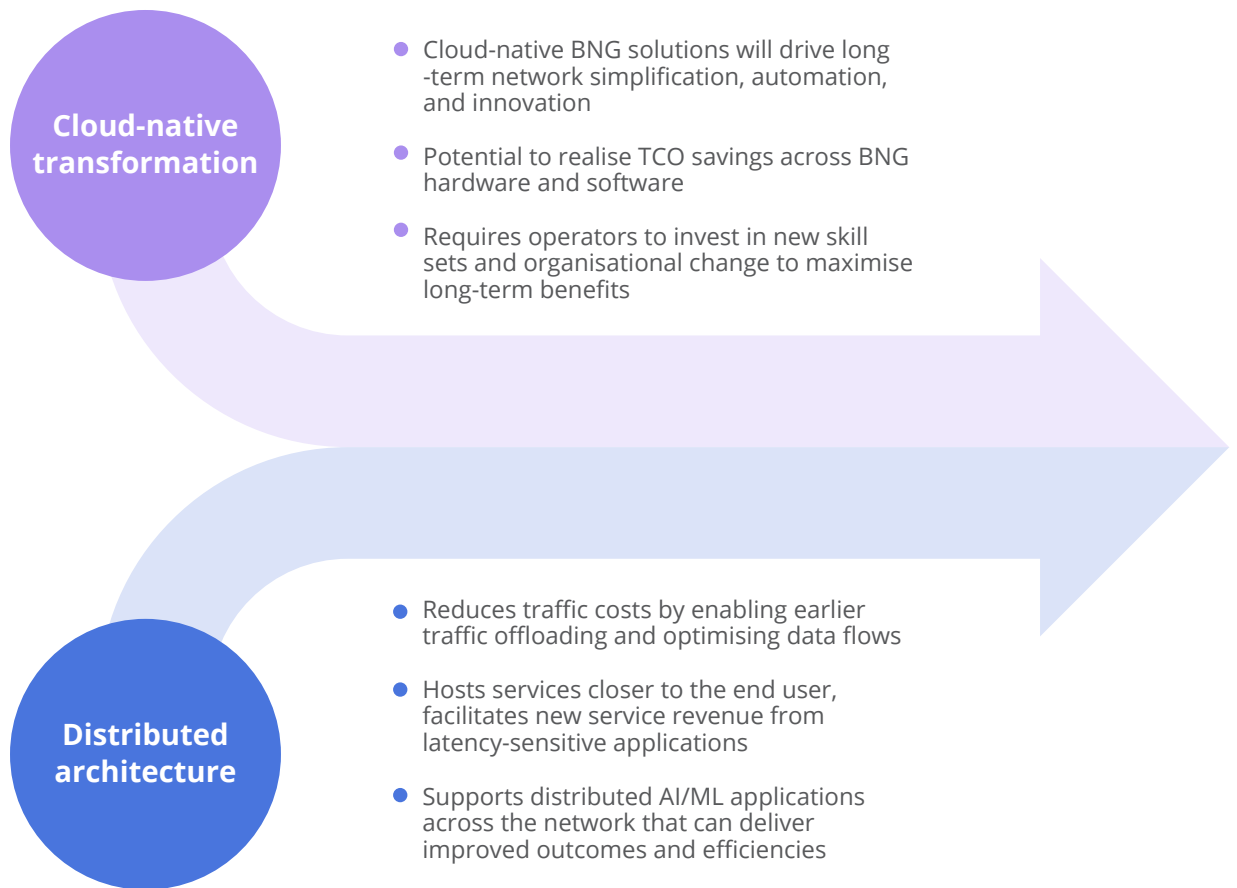 Cloud-native
transformation
Cloud-native BNG solutions will drive long
-term network simplification, automation,
and innovation
Potential to realise TCO savings across BNG
hardware and software
Requires operators to invest in new skill
sets and organisational change to maximise
long-term benefits
Distributed
architecture
Reduces traffic costs by enabling earlier
traffic offloading and optimising data flows
Hosts services closer to the end user,
facilitates new service revenue from
latency-sensitive applications
Supports distributed AI/ML applications
across the network that can deliver
improved outcomes and efficiencies